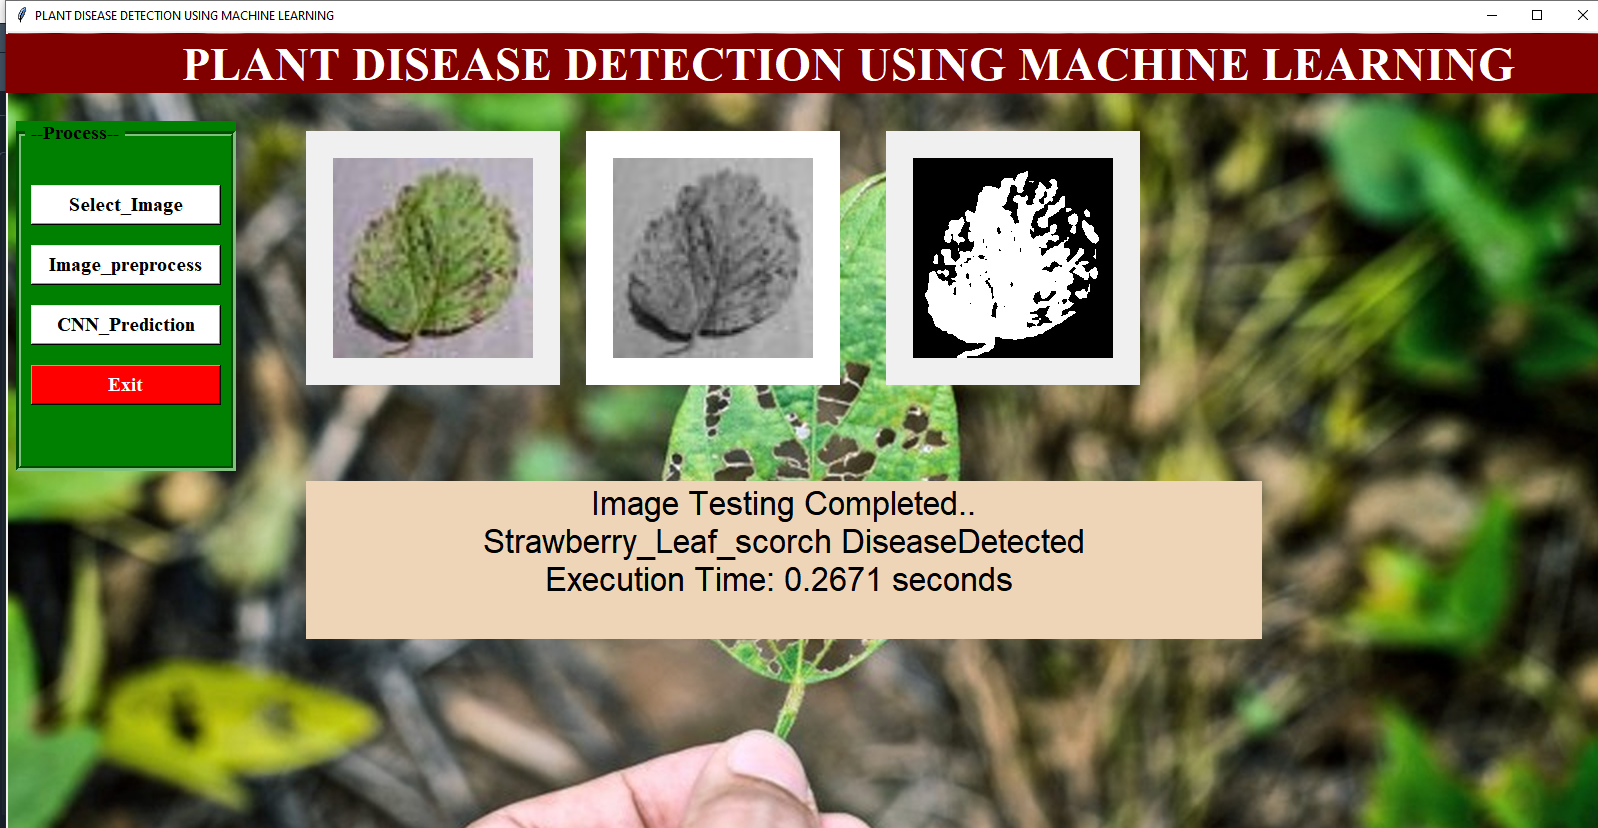 PLANT DISEASE DETECTION USING MACHINE LEARNING
PLANT DISEASE DETECTION USING MACHINE LEARNING
--Process--
Select_Image
Image_preprocess
CNN_Prediction
Exit
Image Testing Completed..
Strawberry_Leaf_scorch DiseaseDetected
Execution Time: 0.2671 seconds